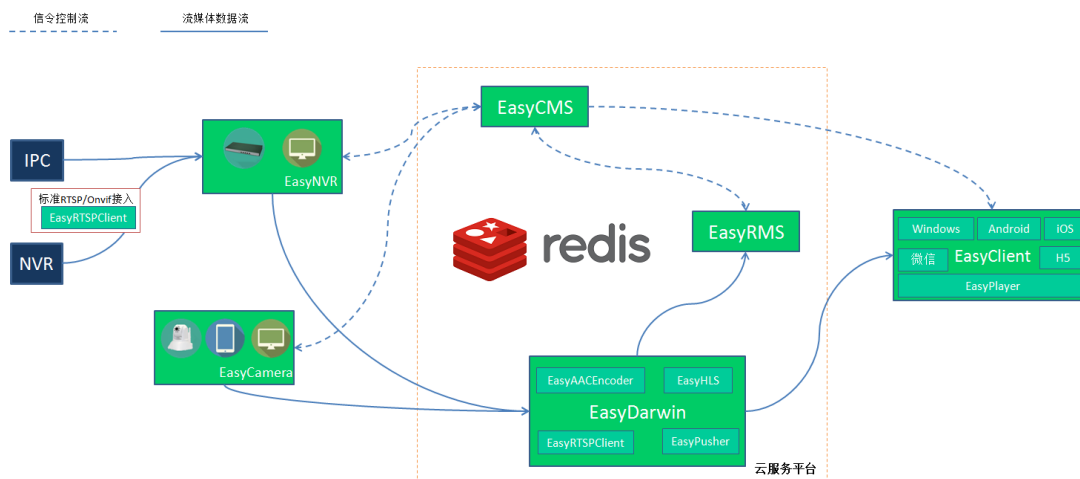 信令控制流
流媒体数据流
EasyCMS
IPC
EasyNVR
标准RTSP/Onvif接入
EasyRTSPClient
NVR
redis
EasyRMS
Windows
Android
iOS
微信
EasyClient
H5
EasyPlayer
EasyCamera
EasyAACEncoder
EasyHLS
EasyDarwin
EasyRTSPClient
EasyPusher
云服务平台